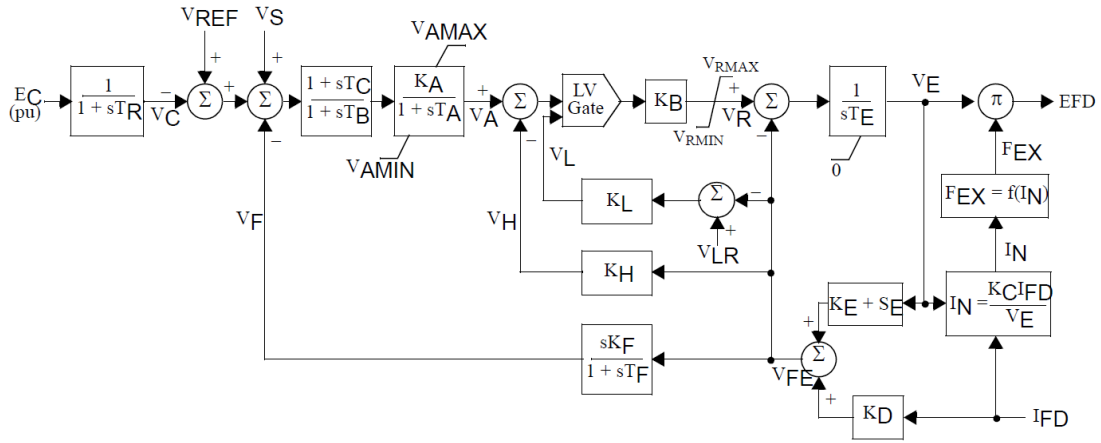 VREF
VS
+
+
VAMAX
EC
(pu)
1
1 + sTR
−
VC
Σ
+
+
Σ
−
1 + sTC
1 + sTB
KA
1 + sTA
VAMIN
+
VA
Σ
−
LV
Gate
KB
VRMAX
VRMIN
+
VR
Σ
−
1
sTE
0
VE
π
EFD
FEX
FEX = f(IN)
IN
IN = KCIFD
VE
VL
KL
Σ
−
+
VLR
VF
VH
KH
KE + SE
+
Σ
+
VFE
sKF
1 + sTF
KD
IFD